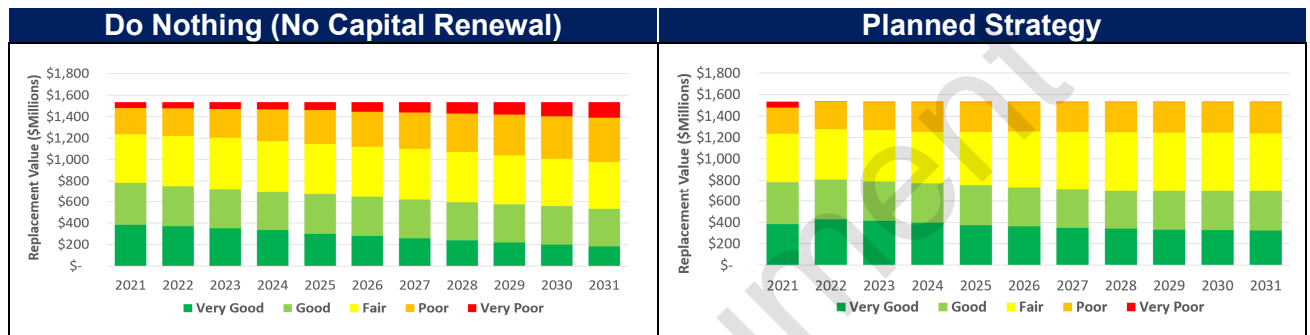 Do Nothing (No Capital Renewal)
Planned Strategy
Replacement Value ($Millions)
$1,800
$1,600
$1,400
$1,200
$1,000
$800
$600
$400
$200
$-
2021 2022 2023 2024 2025 2026 2027 2028 2029 2030 2031
Very Good Good Fair Poor Very Poor
Replacement Value ($Millions)
$1,800
$1,600
$1,400
$1,200
$1,000
$800
$600
$400
$200
$-
2021 2022 2023 2024 2025 2026 2027 2028 2029 2030 2031
Very Good Good Fair Poor Very Poor